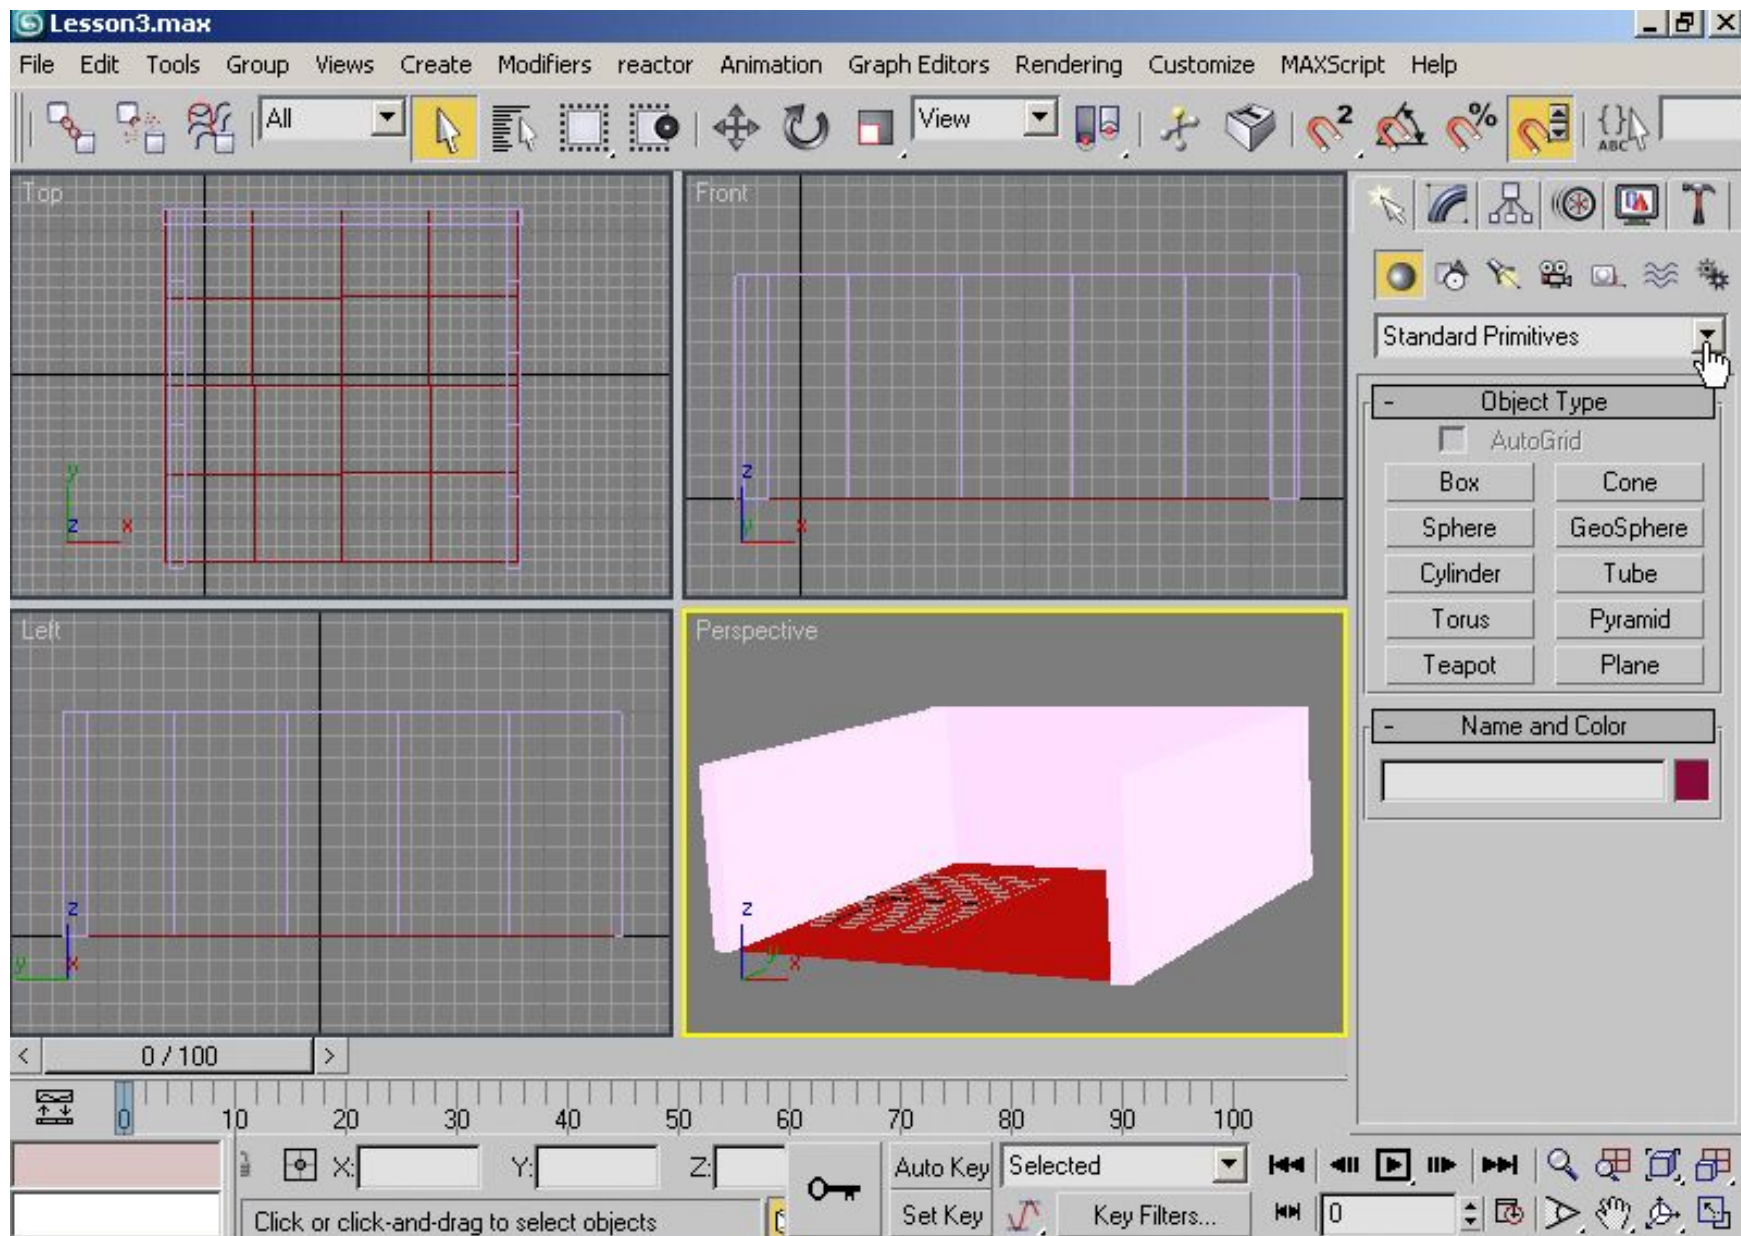 Lesson3.max
File Edit Tools Group Views Create Modifiers reactor Animation Graph Editors Rendering Customize MAXScript Help
All
View
2
%
{}
ABC
Top
Front
Standard Primitives
- Object Type
AutoGrid
Box Cone
Sphere GeoSphere
Cylinder Tube
Torus Pyramid
Teapot Plane
- Name and Color
y
z x
z
y x
Left
Perspective
z
y x
z
y x
< 0 / 100 >
0 10 20 30 40 50 60 70 80 90 100
X: Y: Z:
Auto Key Selected
Click or click-and-drag to select objects
Set Key Key Filters...
0